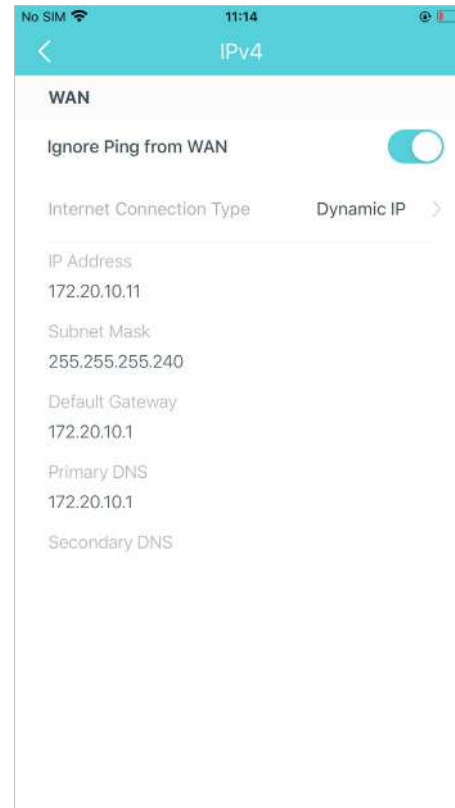 No SIM 11:14
IPv4
WAN
Ignore Ping from WAN
Internet Connection Type Dynamic IP
IP Address
172.20.10.11
Subnet Mask
255.255.255.240
Default Gateway
172.20.10.1
Primary DNS
172.20.10.1
Secondary DNS